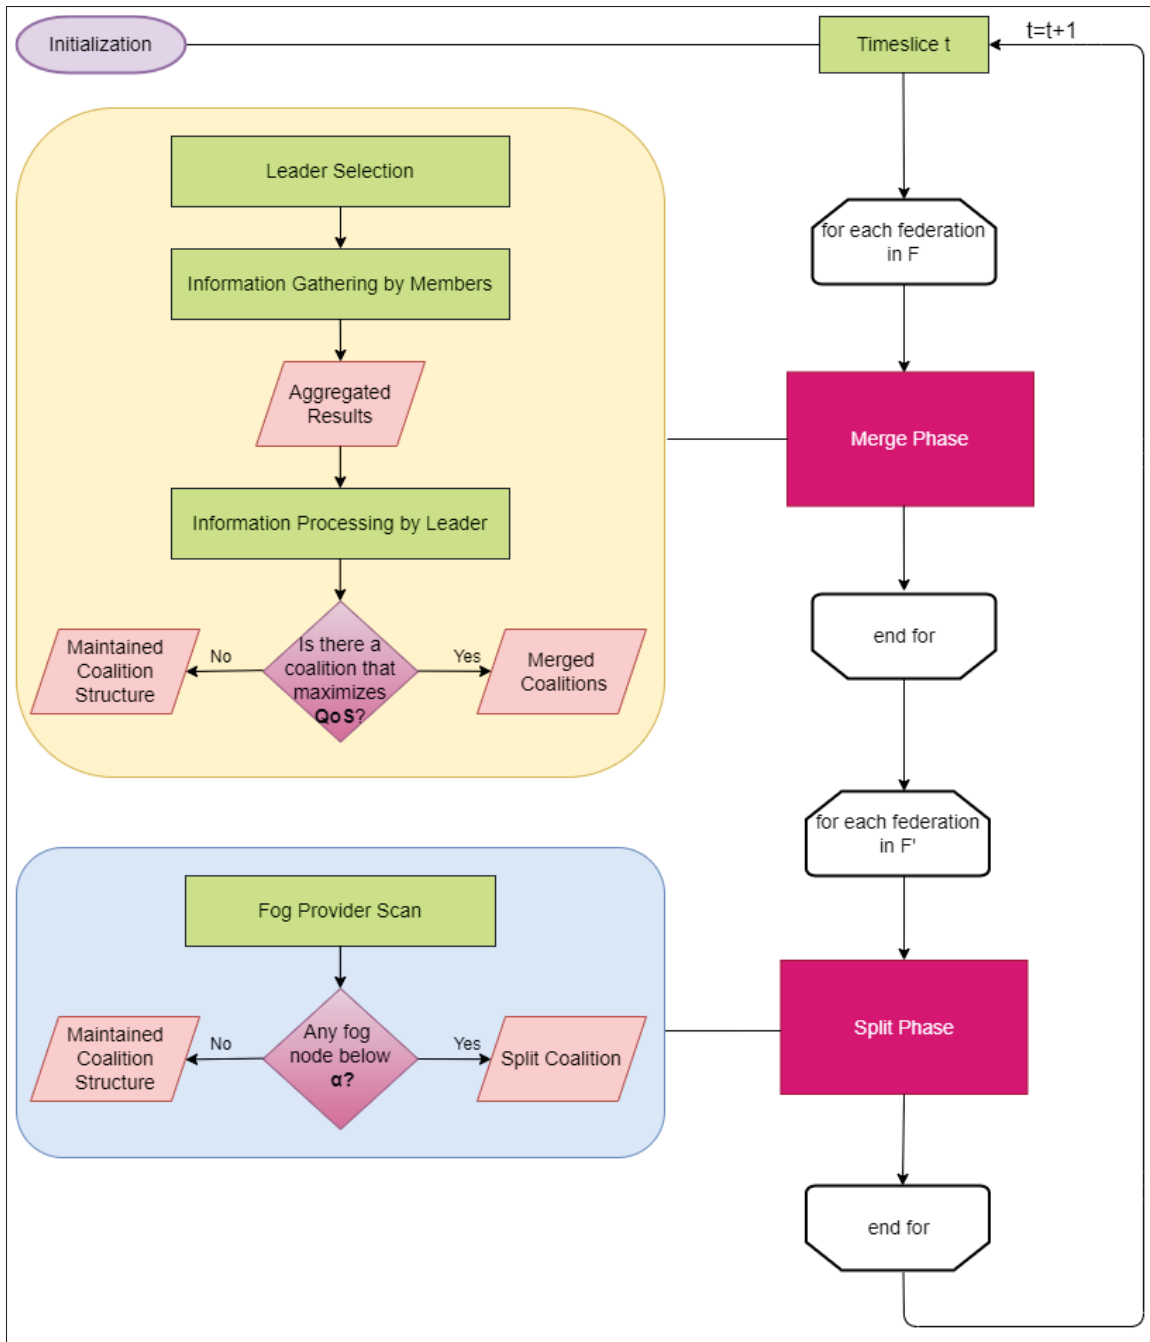 Initialization
Timeslice t
t=t+1
Leader Selection
for each federation
in F
Information Gathering by Members
Aggregated
Results
Merge Phase
Information Processing by Leader
Maintained
Coalition
Structure
No
Is there a
coalition that
maximizes
QoS?
Yes
Merged
Coalitions
end for
for each federation
in F'
Fog Provider Scan
Maintained
Coalition
Structure
No
Any fog
node below
α?
Yes
Split Coalition
Split Phase
end for